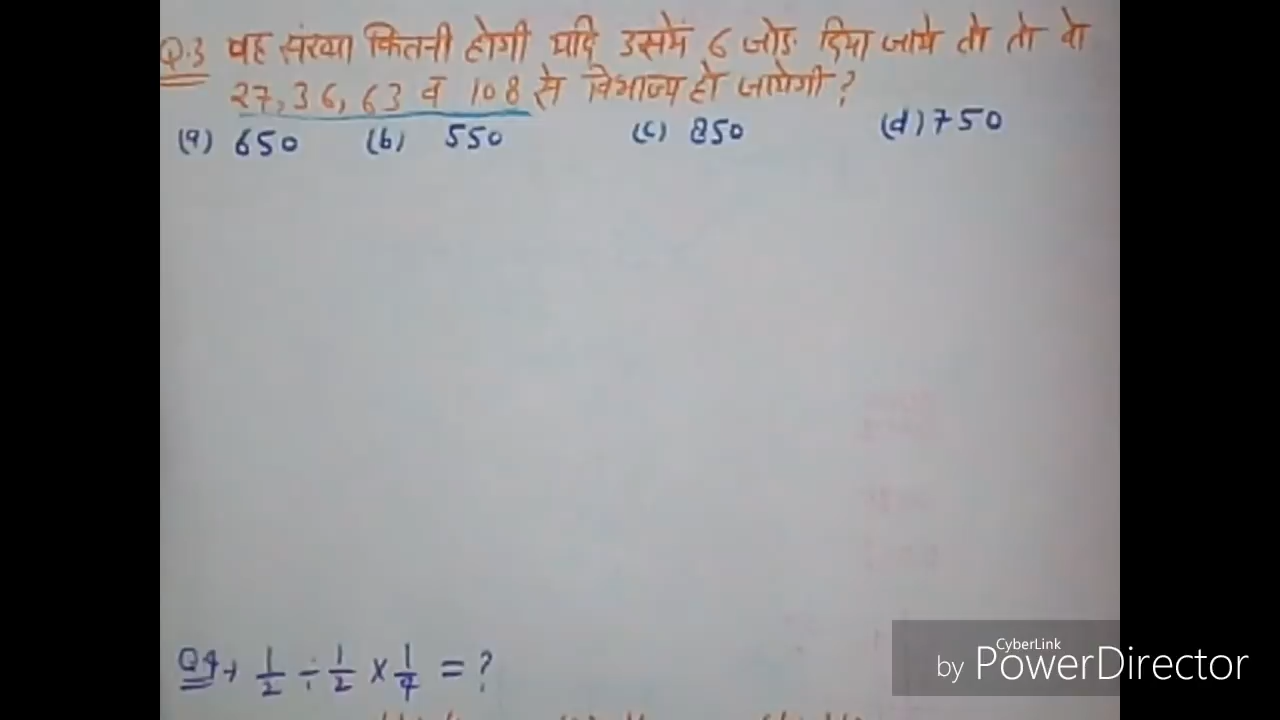 Q.3 वह संख्या कितनी होगी यदि उसमें 6 जोड़ दिया जाये तो तो वो
27, 36, 63 व 108 से विभाज्य हो जायेगी?
(a) 650 (b) 550 (c) 850 (d) 750
Q4+ 1/2 ÷ 1/2 × 1/4 = ?
CyberLink
by PowerDirector